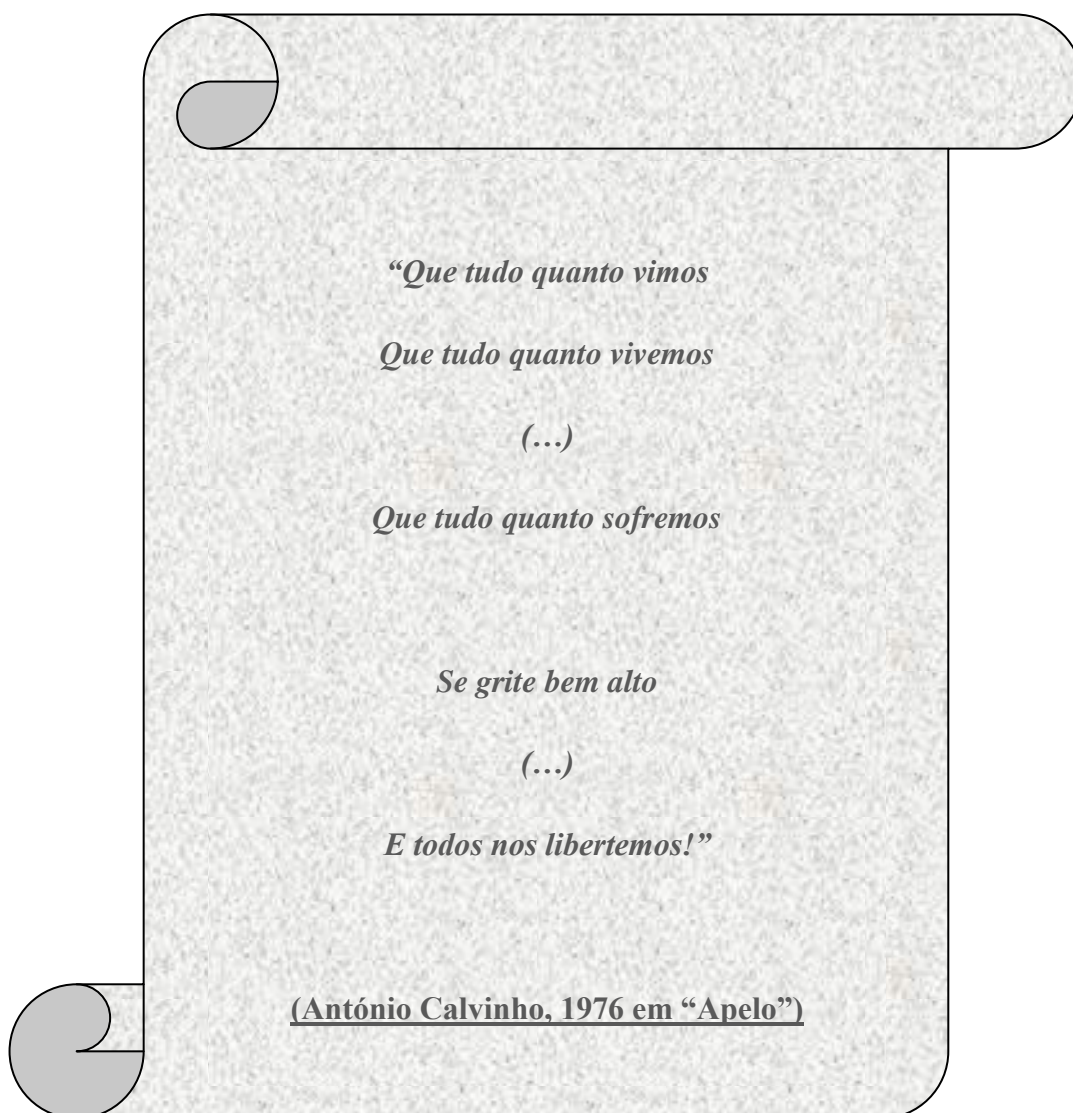 “Que tudo quanto vimos
Que tudo quanto vivemos
(…)
Que tudo quanto sofremos
Se grite bem alto
(…)
E todos nos libertemos!”
(António Calvinho, 1976 em “Apelo”)